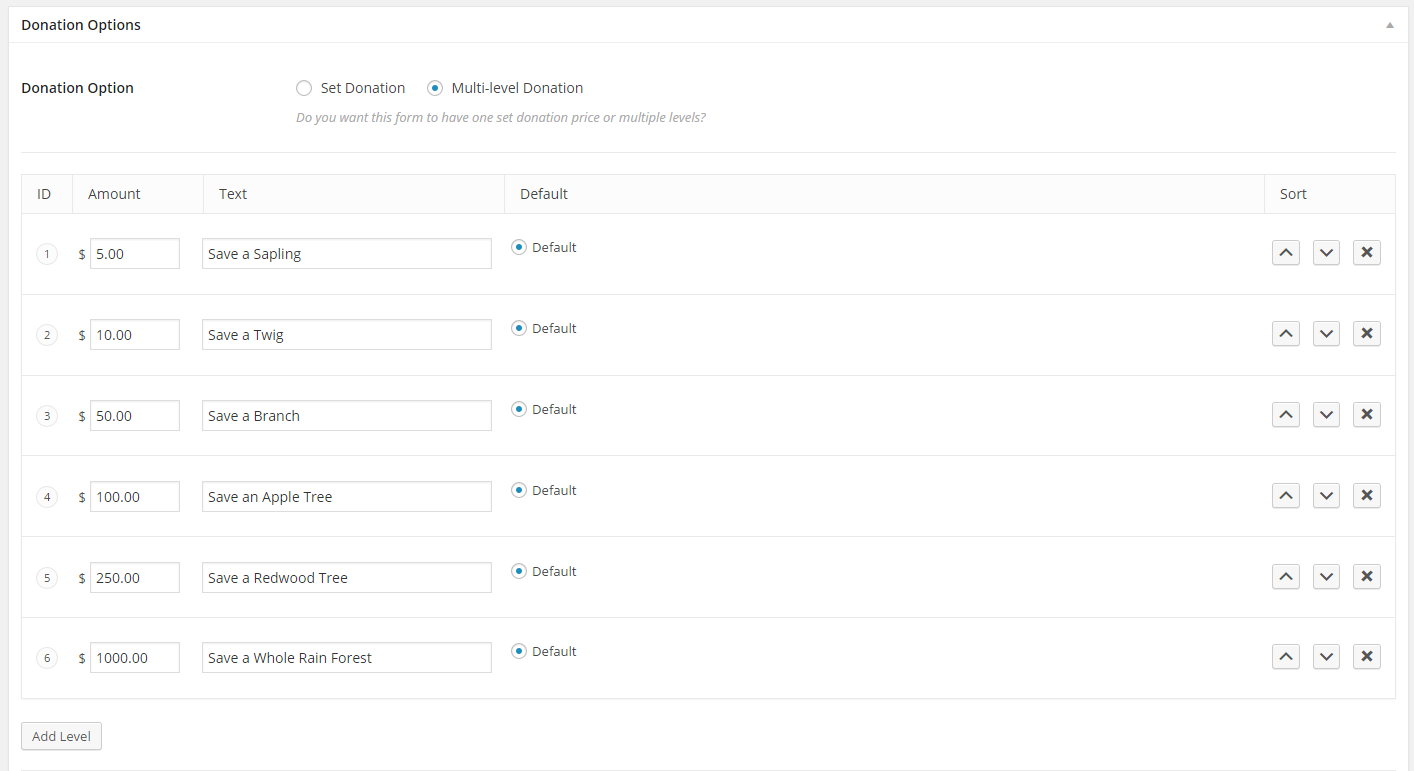 Donation Options
Donation Option Set Donation Multi-level Donation
Do you want this form to have one set donation price or multiple levels?
ID Amount Text Default Sort
1 $ 5.00 Save a Sapling Default
2 $ 10.00 Save a Twig Default
3 $ 50.00 Save a Branch Default
4 $ 100.00 Save an Apple Tree Default
5 $ 250.00 Save a Redwood Tree Default
6 $ 1000.00 Save a Whole Rain Forest Default
Add Level